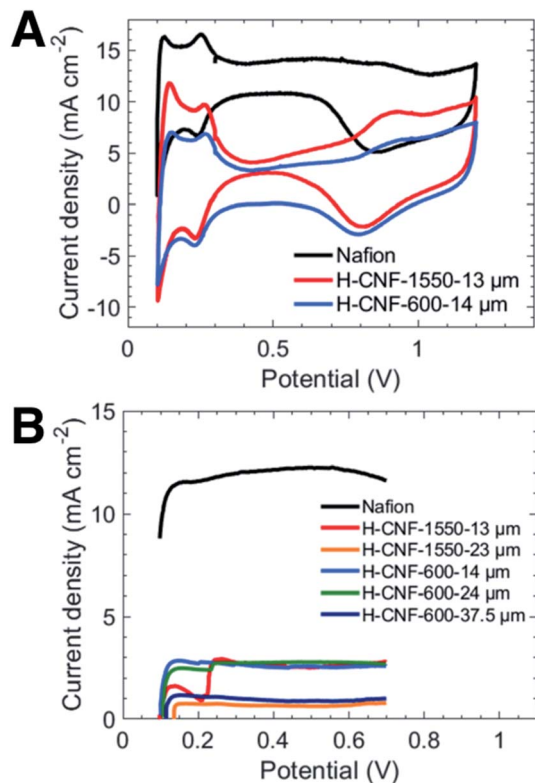 A
Current density (mA cm⁻²)
15
10
5
0
-5
-10
Nafion
H-CNF-1550-13 µm
H-CNF-600-14 µm
0 0.5 1
Potential (V)
B
Current density (mA cm⁻²)
15
10
5
0
Nafion
H-CNF-1550-13 µm
H-CNF-1550-23 µm
H-CNF-600-14 µm
H-CNF-600-24 µm
H-CNF-600-37.5 µm
0 0.2 0.4 0.6 0.8 1
Potential (V)